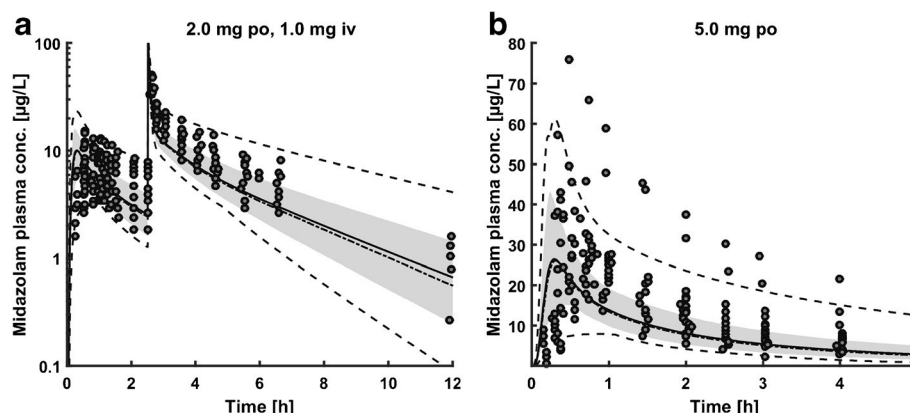 a
2.0 mg po, 1.0 mg iv
Midazolam plasma conc. [µg/L]
100
10
1
0.1
0 2 4 6 8 10 12
Time [h]
b
5.0 mg po
Midazolam plasma conc. [µg/L]
80
70
60
50
40
30
20
10
0 1 2 3 4
Time [h]